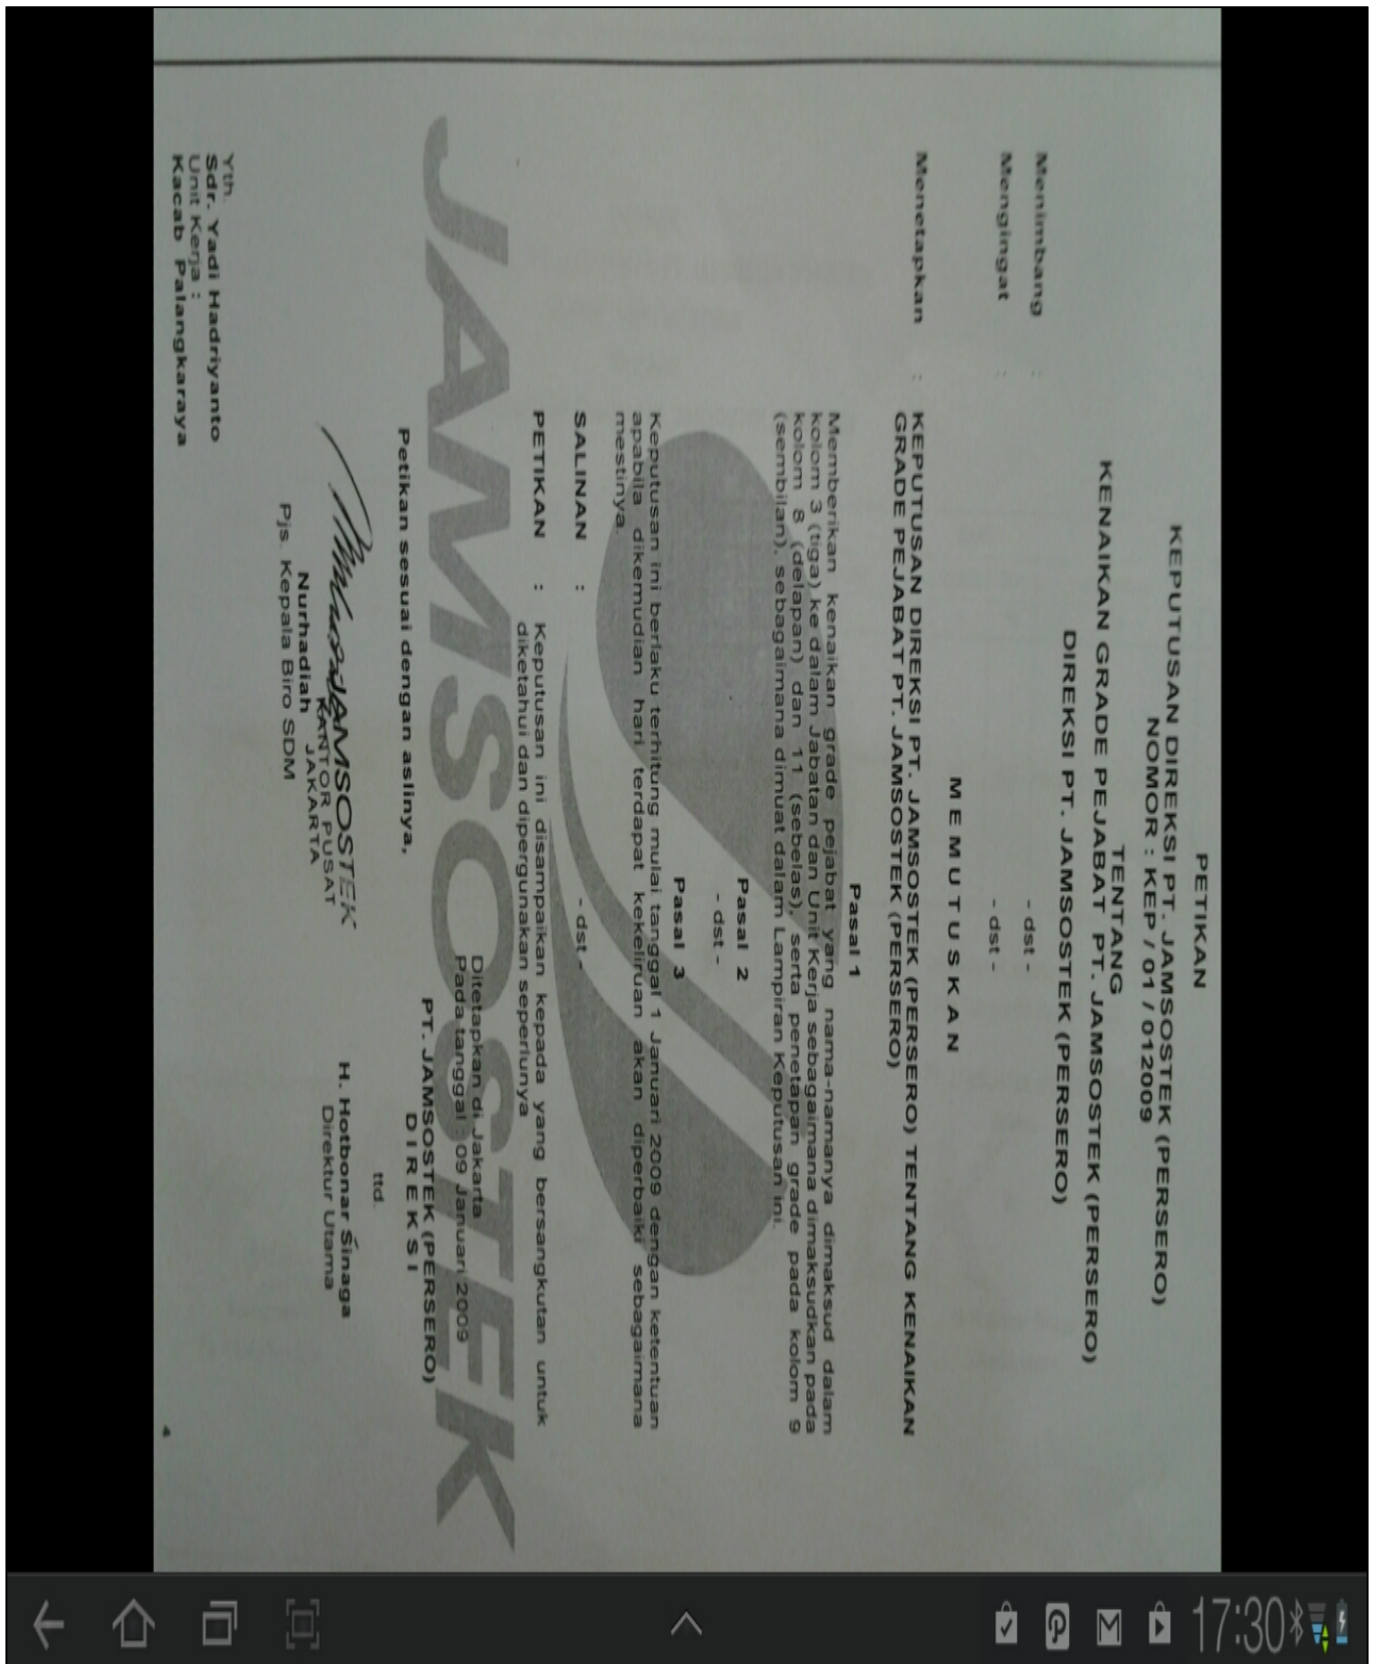 PETIKAN
KEPUTUSAN DIREKSI PT. JAMSOSTEK (PERSERO)
NOMOR : KEP / 01 / 012009
TENTANG
KENAIKAN GRADE PEJABAT PT. JAMSOSTEK (PERSERO)
DIREKSI PT. JAMSOSTEK (PERSERO)
Menimbang : - dst -
Mengingat : - dst -
M E M U T U S K A N
Menetapkan : KEPUTUSAN DIREKSI PT. JAMSOSTEK (PERSERO) TENTANG KENAIKAN
GRADE PEJABAT PT. JAMSOSTEK (PERSERO)
Pasal 1
Memberikan kenaikan grade pejabat yang nama-namanya dimaksud dalam
kolom 3 (tiga) ke dalam Jabatan dan Unit Kerja sebagaimana dimaksudkan pada
kolom 8 (delapan) dan 11 (sebelas), serta penetapan grade pada kolom 9
(sembilan), sebagaimana dimuat dalam Lampiran Keputusan ini.
Pasal 2
- dst -
Pasal 3
Keputusan ini berlaku terhitung mulai tanggal 1 Januari 2009 dengan ketentuan
apabila dikemudian hari terdapat kekeliruan akan diperbaiki sebagaimana
mestinya.
SALINAN : - dst -
PETIKAN : Keputusan ini disampaikan kepada yang bersangkutan untuk
diketahui dan dipergunakan seperlunya
JAMSOSTEK
Ditetapkan di Jakarta
Pada tanggal : 09 Januari 2009
PT. JAMSOSTEK (PERSERO)
D I R E K S I
Petikan sesuai dengan aslinya,
ttd.
JAMSOSTEK
KANTOR PUSAT
JAKARTA
H. Hotbonar Sinaga
Direktur Utama
Nurhadiah
Pjs. Kepala Biro SDM
Yth.
Sdr. Yadi Hadriyanto
Unit Kerja :
Kacab Palangkaraya
4
17:30